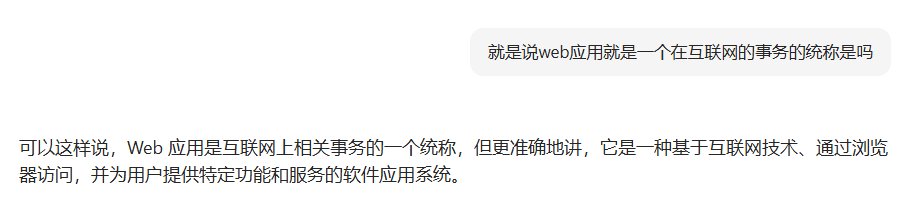 就是说web应用就是一个在互联网的事务的统称是吗
可以这样说，Web 应用是互联网上相关事务的一个统称，但更准确地讲，它是一种基于互联网技术、通过浏览
器访问，并为用户提供特定功能和服务的软件应用系统。